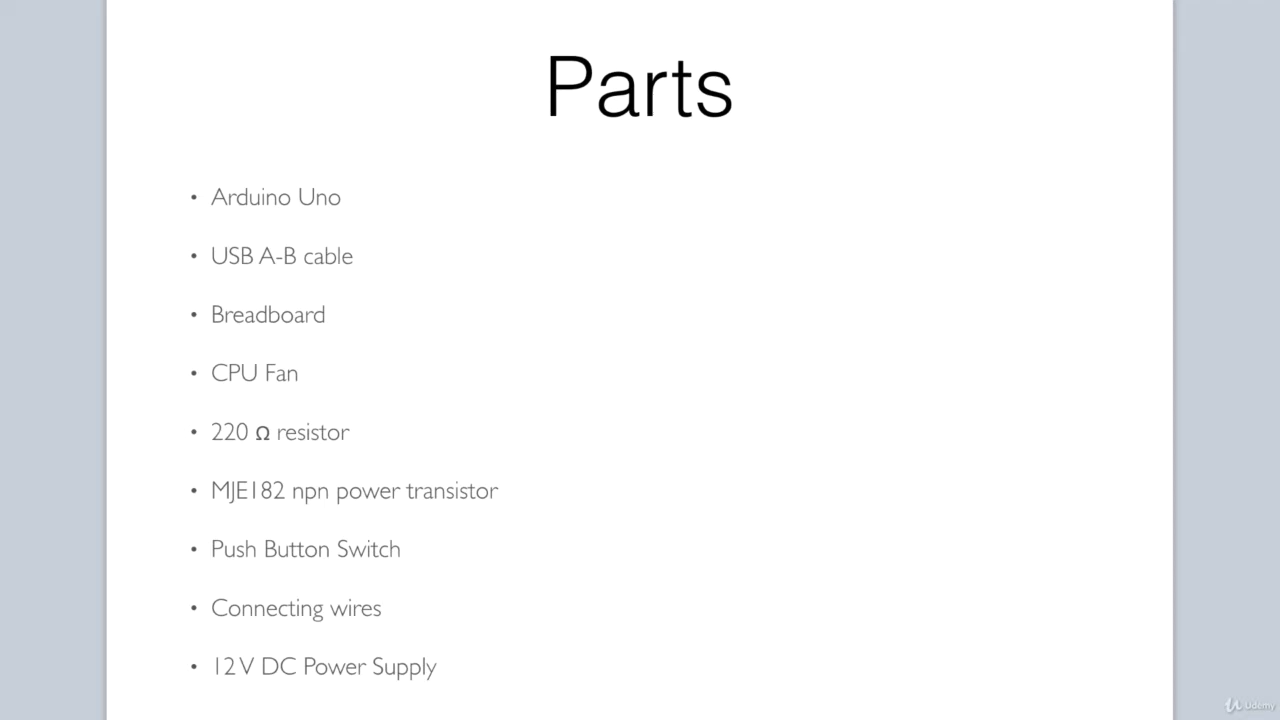 Parts
• Arduino Uno
• USB A-B cable
• Breadboard
• CPU Fan
• 220 Ω resistor
• MJE182 npn power transistor
• Push Button Switch
• Connecting wires
• 12 V DC Power Supply
Udemy